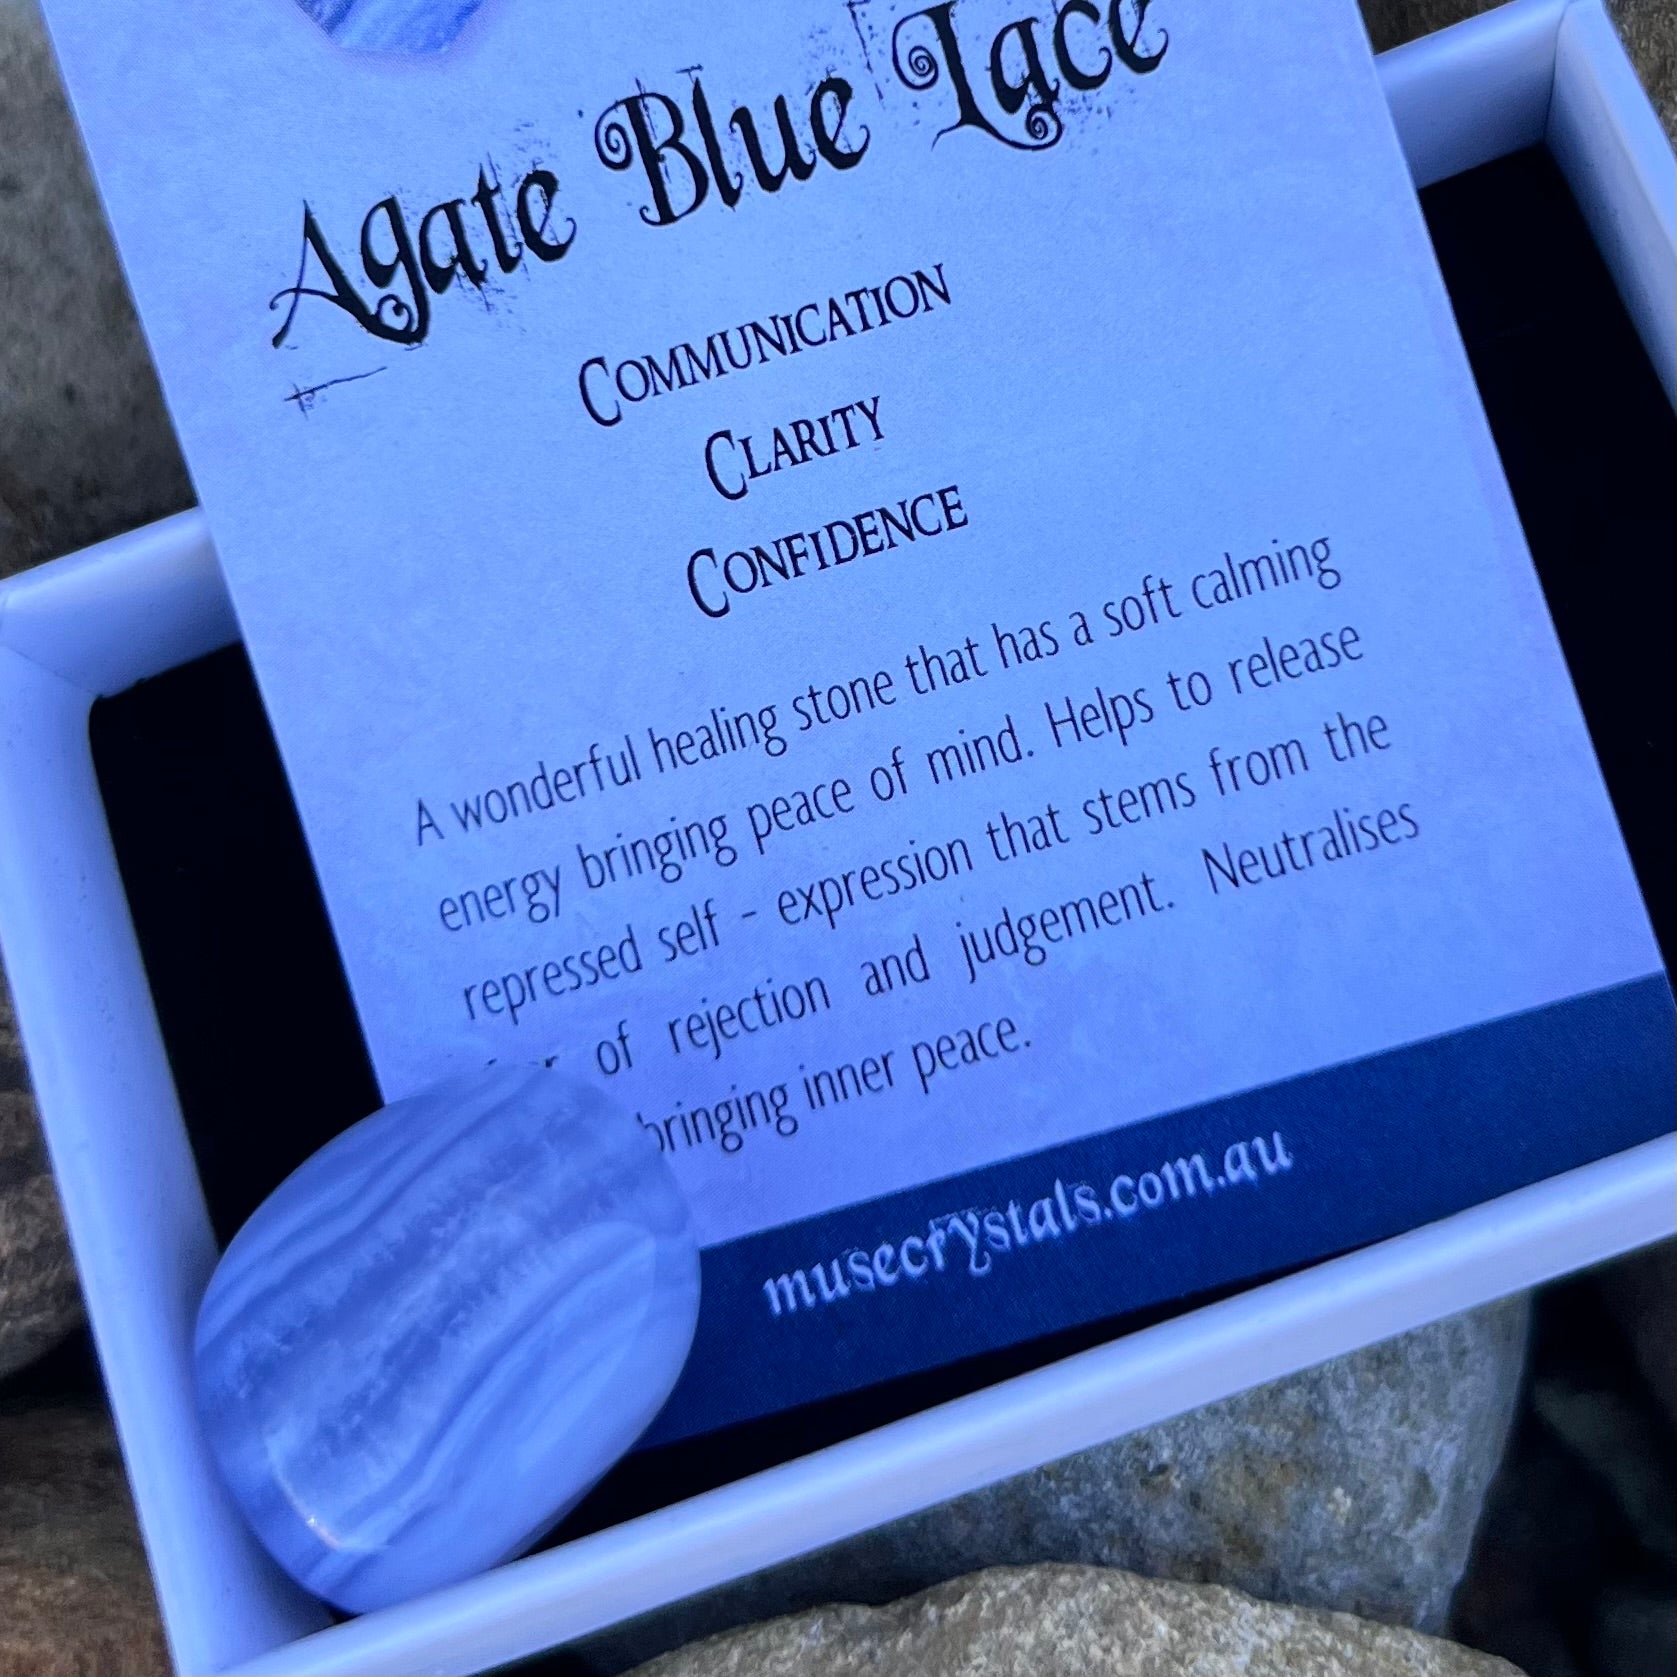 Agate Blue Lace
COMMUNICATION
CLARITY
CONFIDENCE
A wonderful healing stone that has a soft calming
energy bringing peace of mind. Helps to release
repressed self - expression that stems from the
of rejection and judgement. Neutralises
bringing inner peace.
musecrystals.com.au